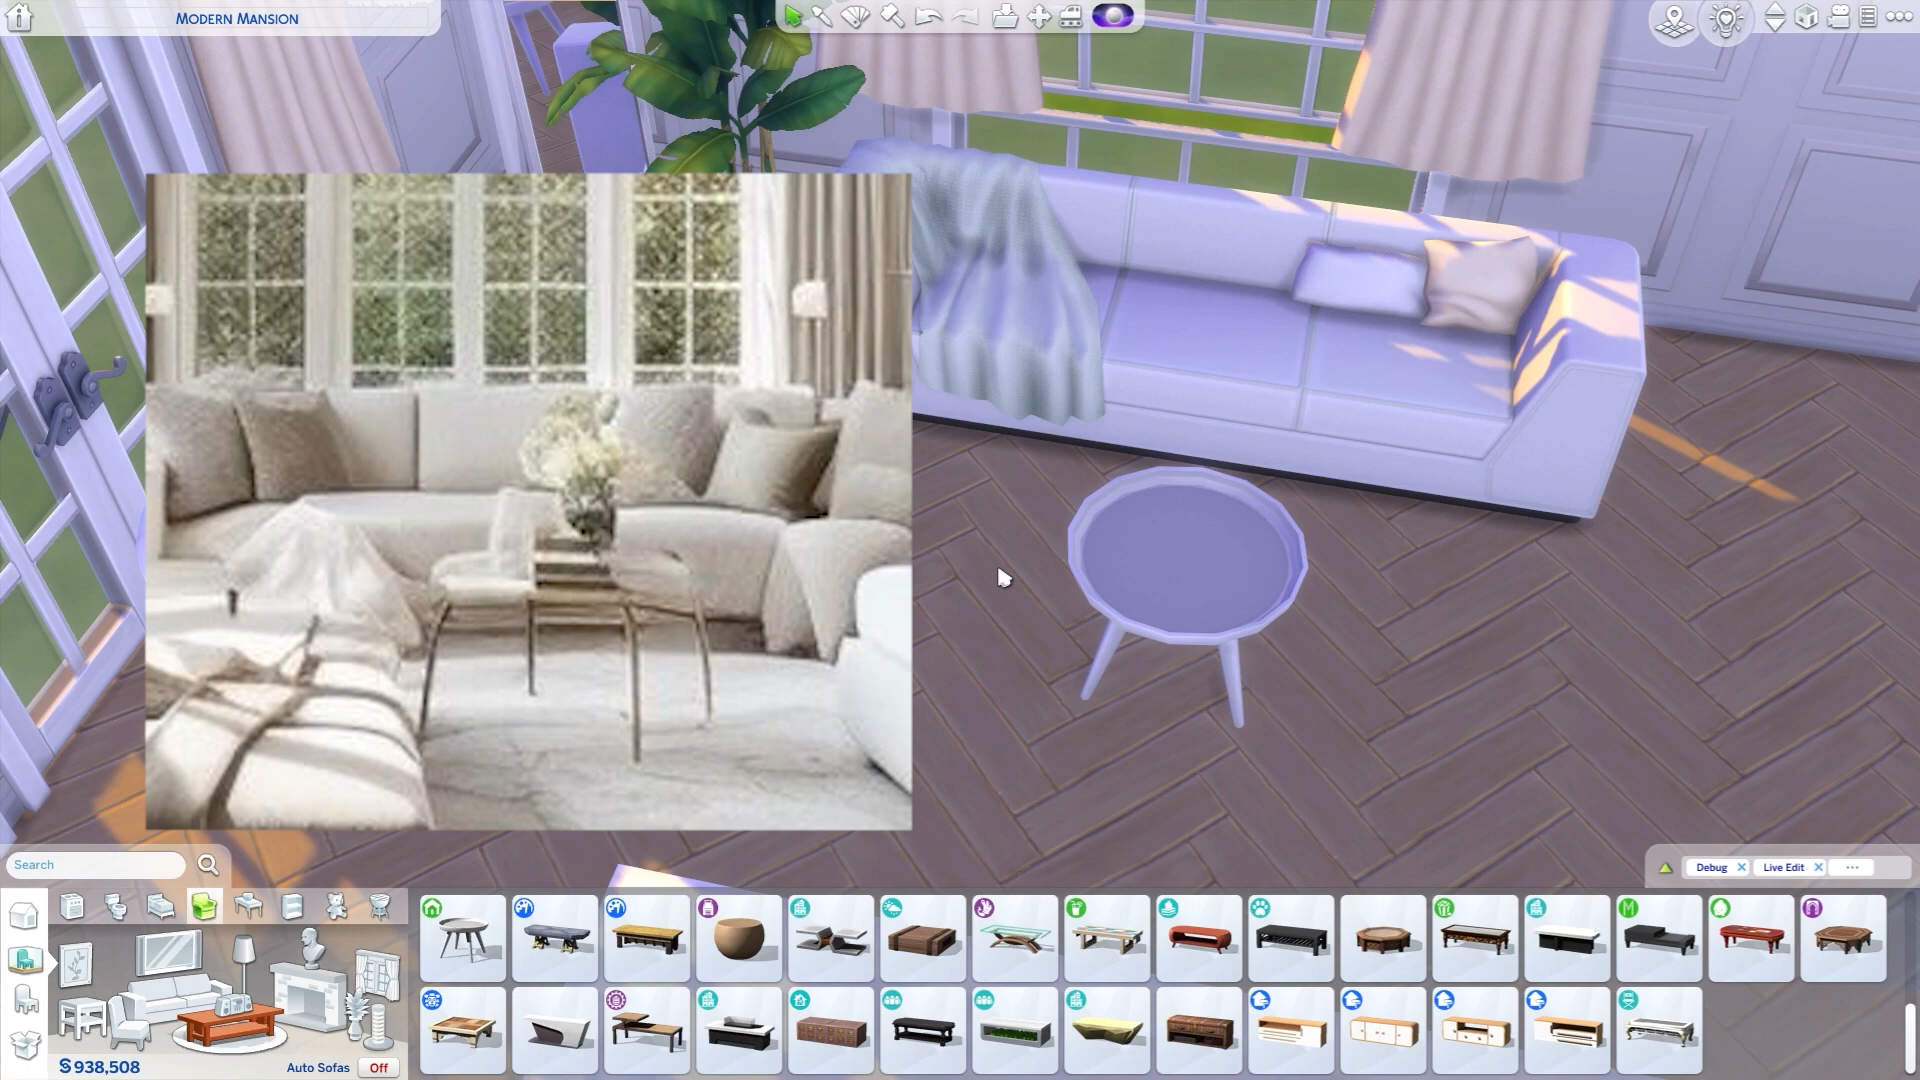 Modern Mansion
Search
Debug
Live Edit
§938,508
Auto Sofas
Off